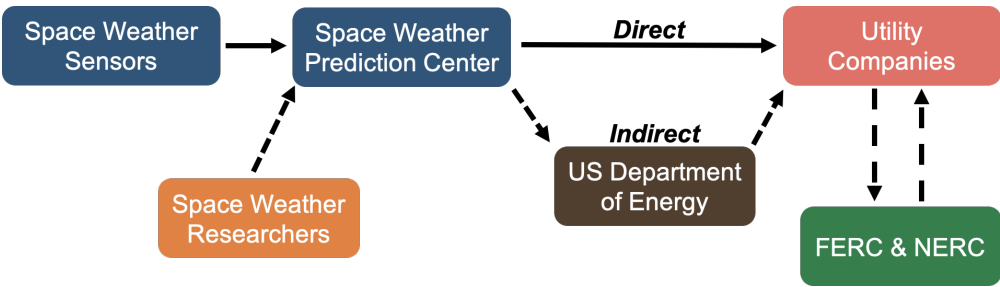 Space Weather
Sensors
Space Weather
Prediction Center
Direct
Utility
Companies
Indirect
US Department
of Energy
Space Weather
Researchers
FERC & NERC